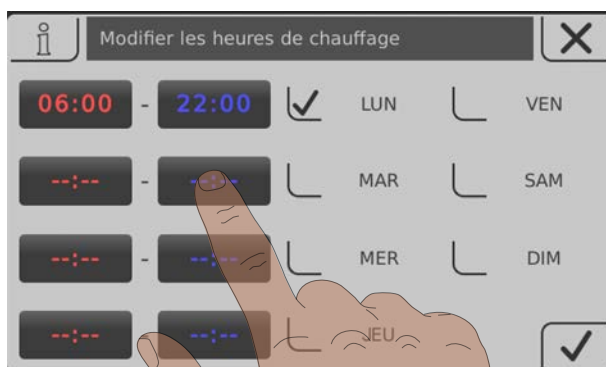 Modifier les heures de chauffage
06:00 - 22:00 LUN VEN
--:-- - --:-- MAR SAM
--:-- - --:-- MER DIM
--:-- - --:-- JEU